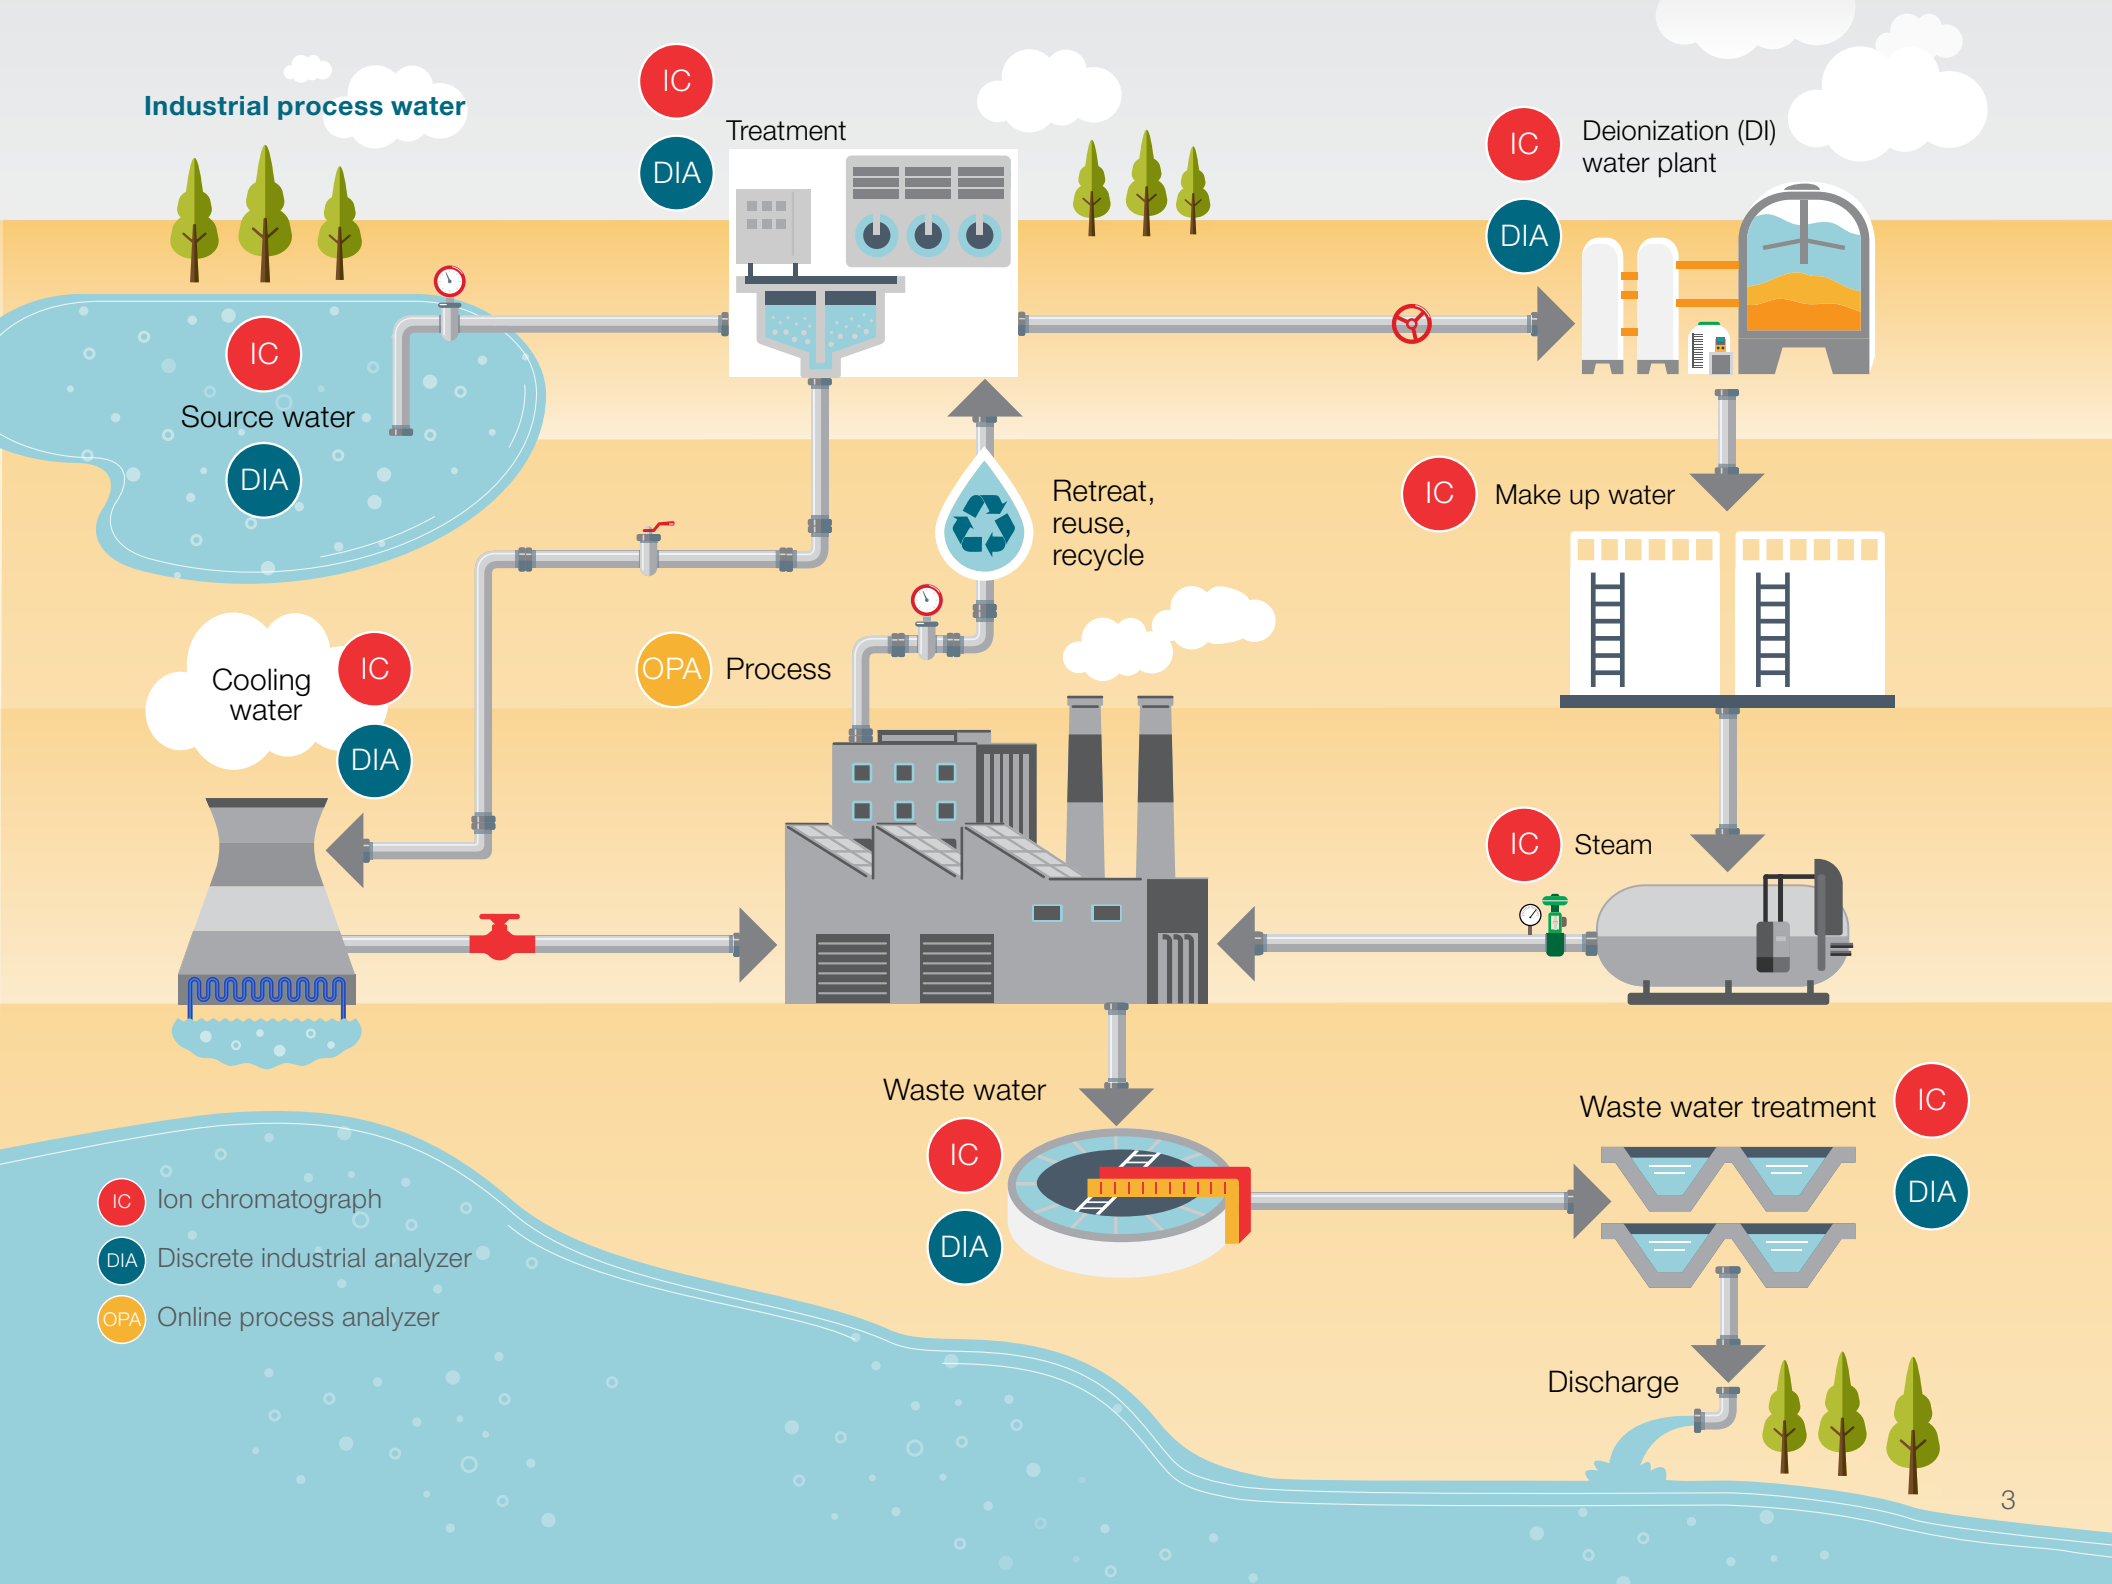 Industrial process water
IC
DIA
Treatment
IC
DIA
Deionization (DI)
water plant
IC
Source water
DIA
Retreat,
reuse,
recycle
IC
Make up water
Cooling
water
IC
DIA
OPA
Process
IC
Steam
Waste water
IC
DIA
Waste water treatment
IC
DIA
IC
Ion chromatograph
DIA
Discrete industrial analyzer
OPA
Online process analyzer
Discharge
3